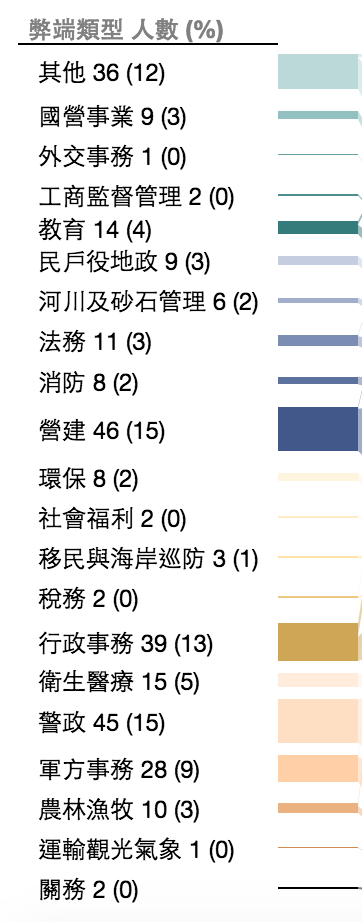 弊端類型 人數 (%)
其他 36 (12)
國營事業 9 (3)
外交事務 1 (0)
工商監督管理 2 (0)
教育 14 (4)
民戶役地政 9 (3)
河川及砂石管理 6 (2)
法務 11 (3)
消防 8 (2)
營建 46 (15)
環保 8 (2)
社會福利 2 (0)
移民與海岸巡防 3 (1)
稅務 2 (0)
行政事務 39 (13)
衛生醫療 15 (5)
警政 45 (15)
軍方事務 28 (9)
農林漁牧 10 (3)
運輸觀光氣象 1 (0)
關務 2 (0)